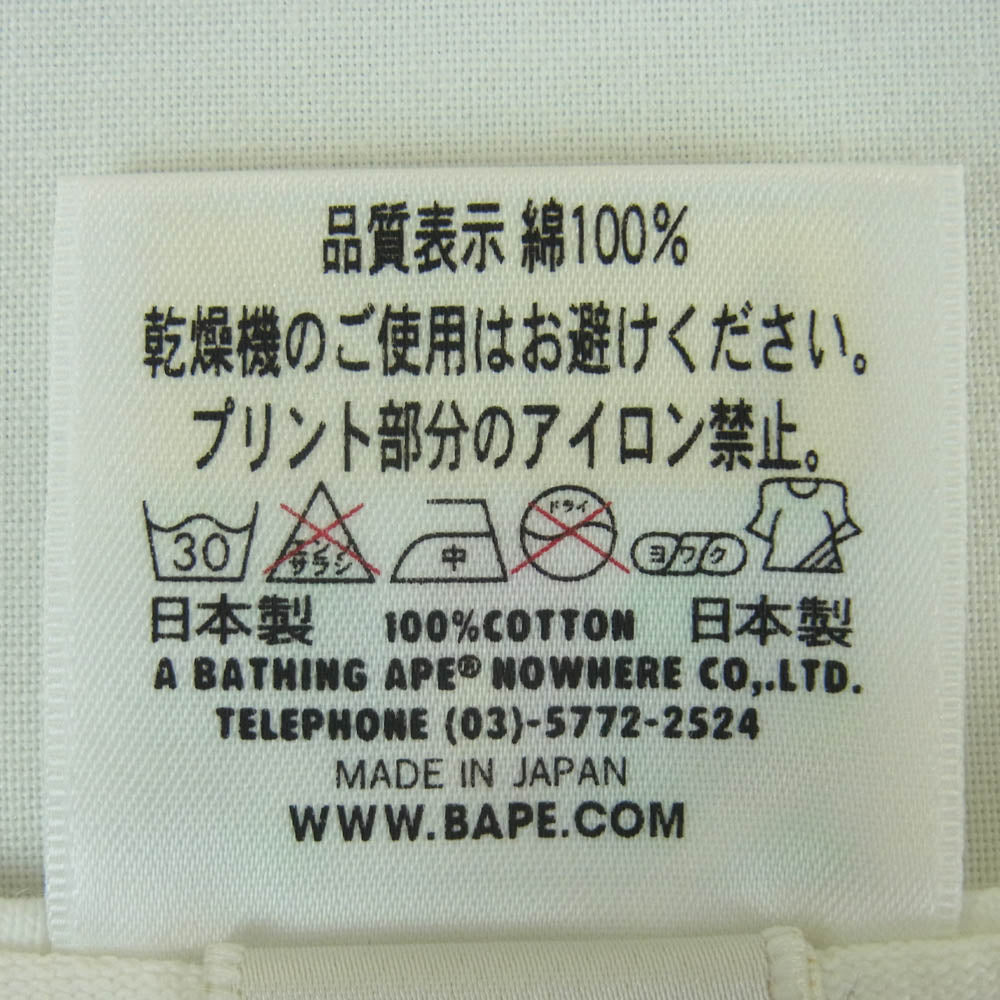 品質表示 綿100%
乾燥機のご使用はお避けください。
プリント部分のアイロン禁止。
30 エンソ サラシ 中 ドライ ヨワク
日本製 100%COTTON 日本製
A BATHING APE® NOWHERE CO,.LTD.
TELEPHONE (03)-5772-2524
MADE IN JAPAN
WWW.BAPE.COM